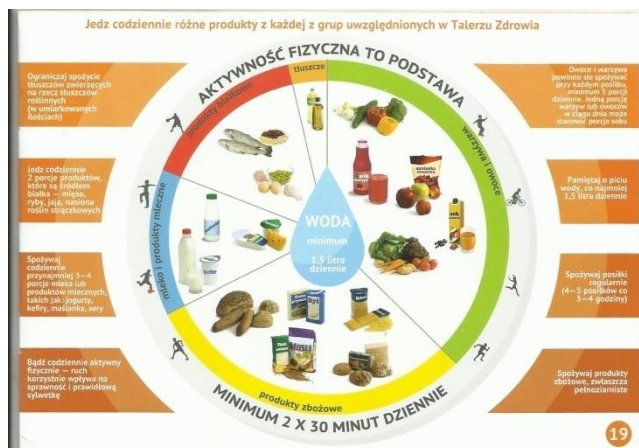 Jedz codziennie różne produkty z każdej z grup uwzględnionych w Talerzu Zdrowia
AKTYWNOŚĆ FIZYCZNA TO PODSTAWA
Ograniczaj spożycie
tłuszczów zwierzęcych
na rzecz tłuszczów
roślinnych
(w umiarkowanych
ilościach)
Jedz codziennie
2 porcje produktów,
które są źródłem
białka — mięso,
ryby, jaja, nasiona
roślin strączkowych
Spożywaj
codziennie
przynajmniej 3—4
porcje mleka lub
produktów mlecznych,
takich jak: jogurty,
kefiry, maślanka, sery
Bądź codziennie aktywny
fizycznie — ruch
korzystnie wpływa na
sprawność i prawidłową
sylwetkę
tłuszcze
produkty białkowe
warzywa i owoce
mleko i produkty mleczne
produkty zbożowe
WODA
minimum
1,5 litra
dziennie
MINIMUM 2 X 30 MINUT DZIENNIE
Owoce i warzywa
powinno się spożywać
przy każdym posiłku,
minimum 5 porcji
dziennie. Jedną porcję
warzyw lub owoców
w ciągu dnia może
stanowić porcja soku
Pamiętaj o piciu
wody, co najmniej
1,5 litra dziennie
Spożywaj posiłki
regularnie
(4—5 posiłków co
3—4 godziny)
Spożywaj produkty
zbożowe, zwłaszcza
pełnoziarniste
19